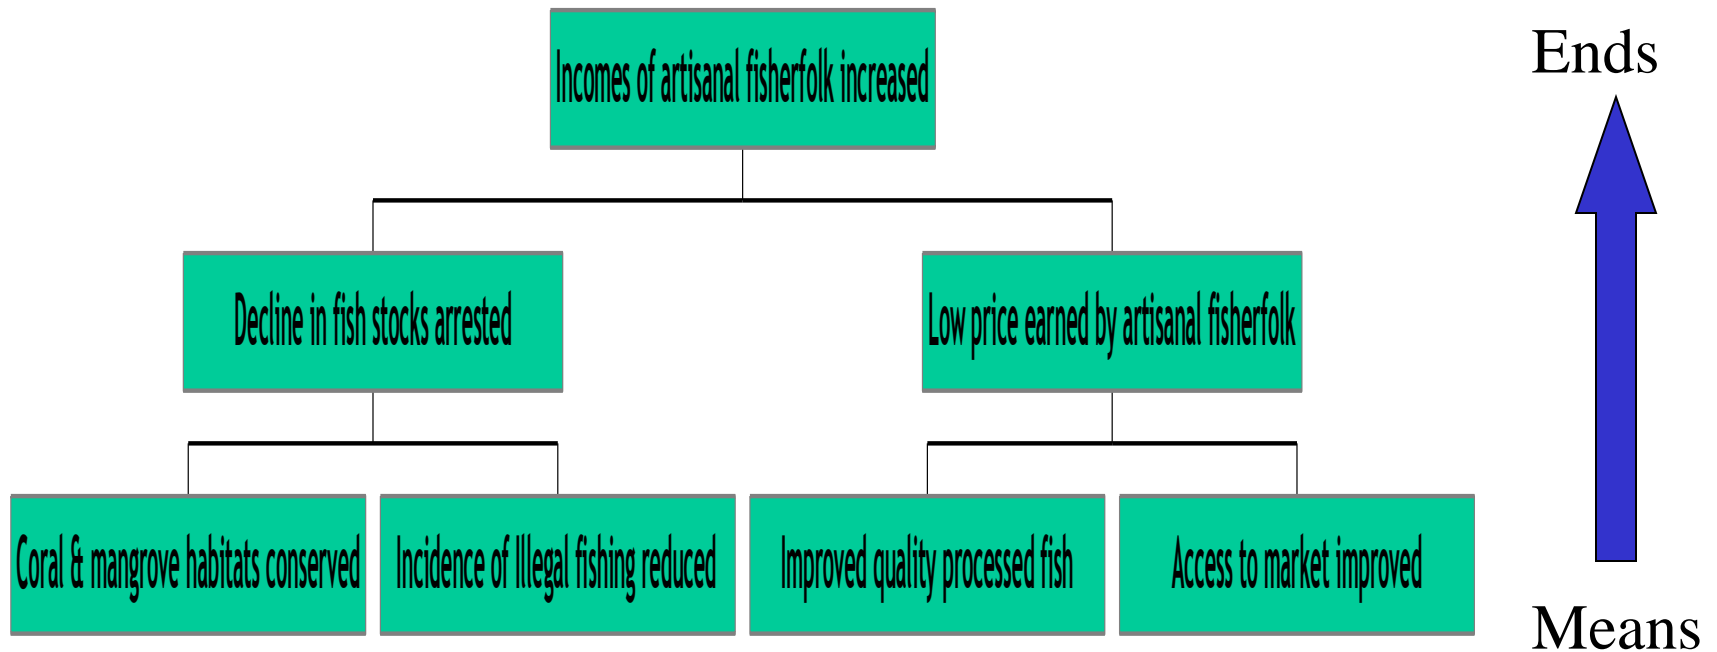 Incomes of artisanal fisherfolk increased
Ends
Decline in fish stocks arrested
Low price earned by artisanal fisherfolk
Coral & mangrove habitats conserved
Incidence of Illegal fishing reduced
Improved quality processed fish
Access to market improved
Means